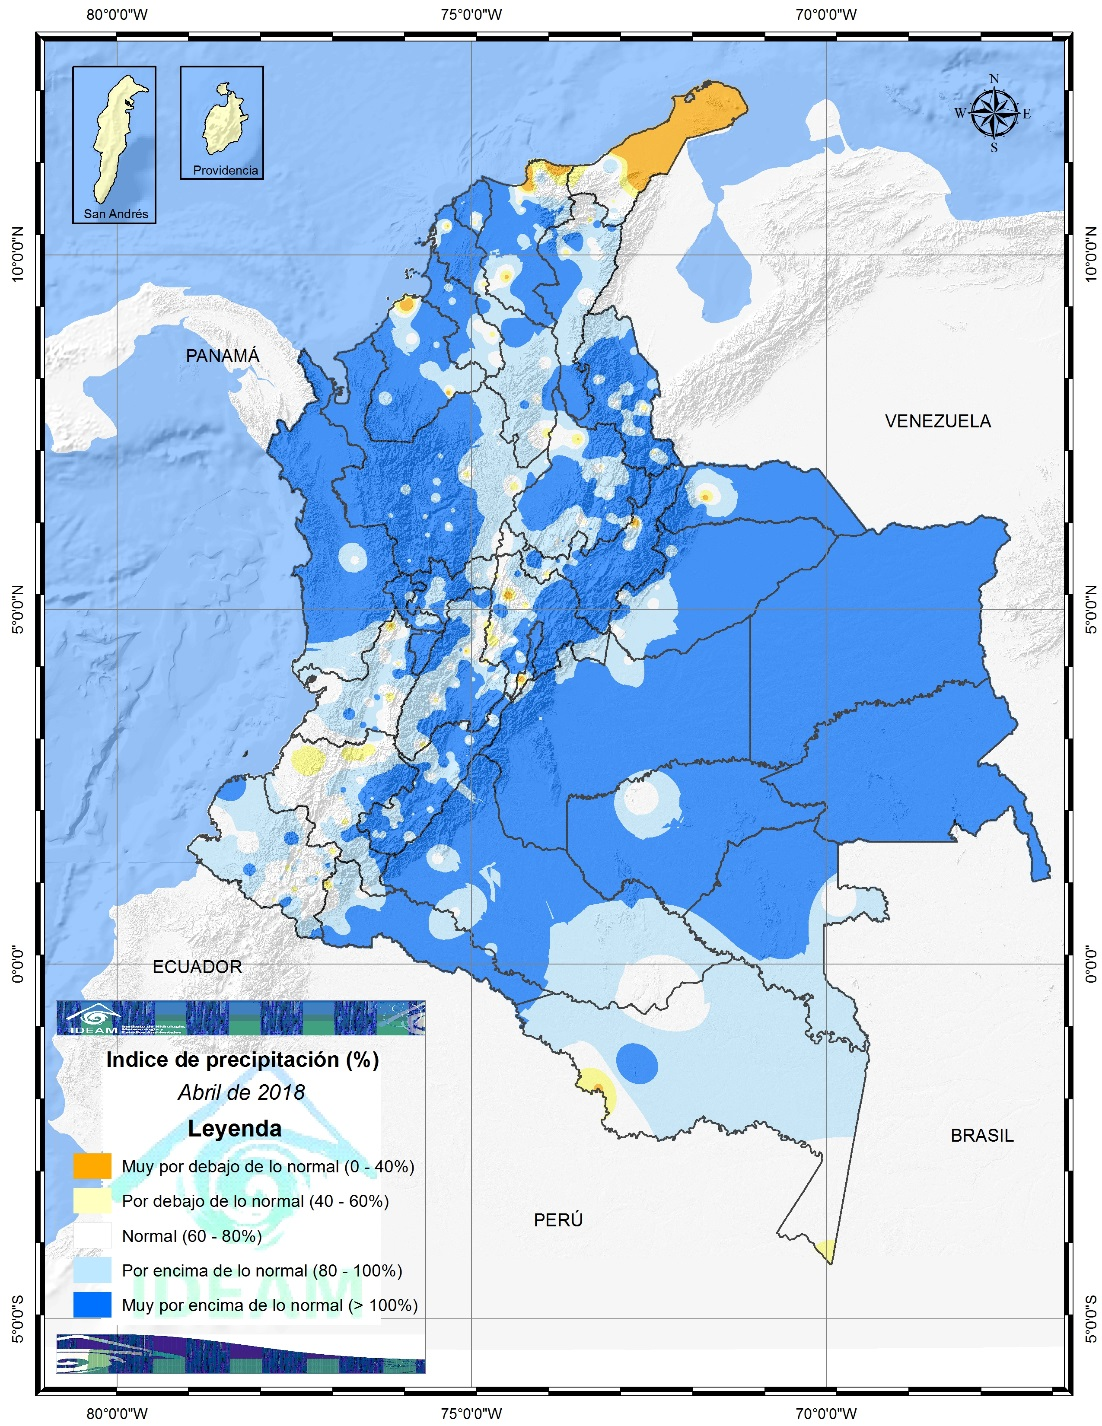 80°0'0"W
75°0'0"W
70°0'0"W
N
W
E
S
San Andrés
Providencia
10°0'0"N
10°0'0"N
PANAMÁ
VENEZUELA
5°0'0"N
5°0'0"N
ECUADOR
0°0'0"
0°0'0"
IDEAM
Indice de precipitación (%)
Abril de 2018
Leyenda
Muy por debajo de lo normal (0 - 40%)
Por debajo de lo normal (40 - 60%)
Normal (60 - 80%)
Por encima de lo normal (80 - 100%)
Muy por encima de lo normal (> 100%)
IDEAM
BRASIL
PERÚ
5°0'0"S
5°0'0"S
80°0'0"W
75°0'0"W
70°0'0"W